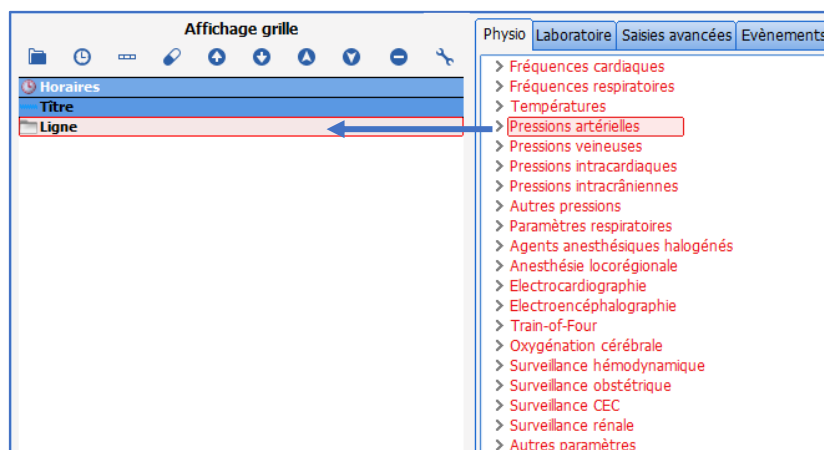 Affichage grille
Horaires
Tître
Ligne
Physio Laboratoire Saisies avancées Evènements
Fréquences cardiaques
Fréquences respiratoires
Températures
Pressions artérielles
Pressions veineuses
Pressions intracardiaques
Pressions intracrâniennes
Autres pressions
Paramètres respiratoires
Agents anesthésiques halogénés
Anesthésie locorégionale
Electrocardiographie
Electroencéphalographie
Train-of-Four
Oxygénation cérébrale
Surveillance hémodynamique
Surveillance obstétrique
Surveillance CEC
Surveillance rénale
Autres paramètres